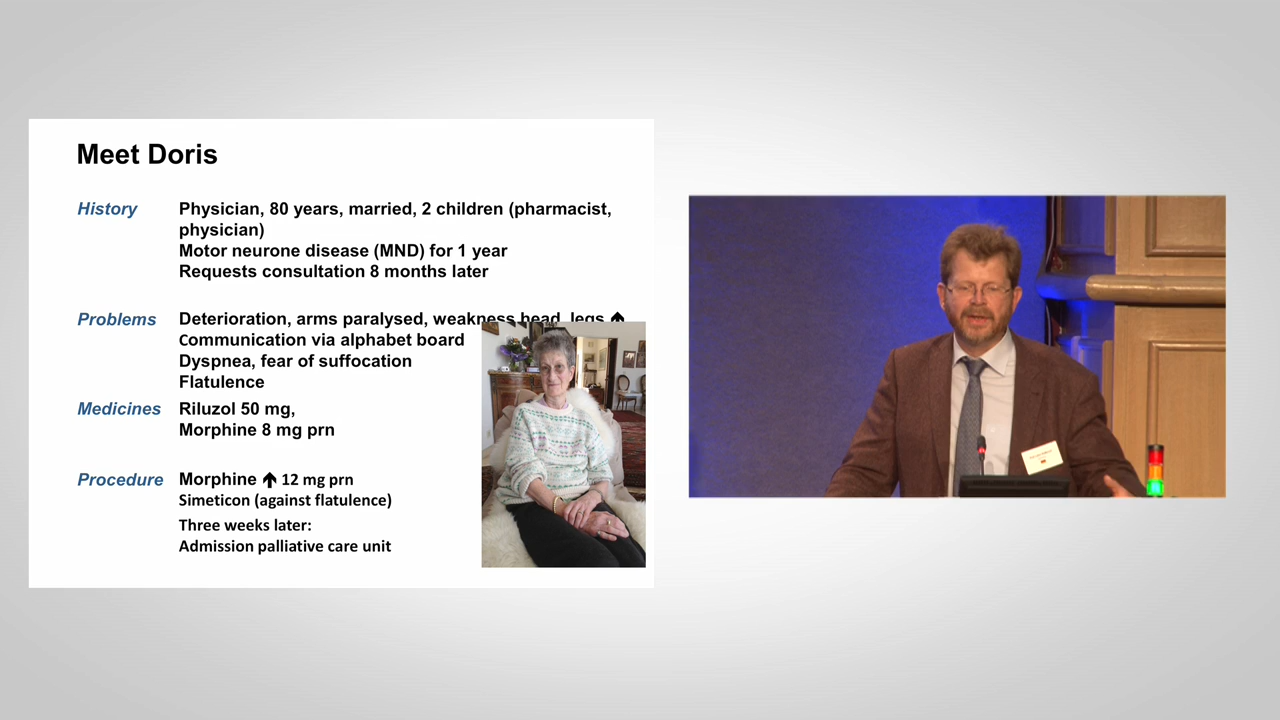 Meet Doris
History Physician, 80 years, married, 2 children (pharmacist,
physician)
Motor neurone disease (MND) for 1 year
Requests consultation 8 months later
Problems Deterioration, arms paralysed, weakness head, legs 🡅
Communication via alphabet board
Dyspnea, fear of suffocation
Flatulence
Medicines Riluzol 50 mg,
Morphine 8 mg prn
Procedure Morphine 🡅 12 mg prn
Simeticon (against flatulence)
Three weeks later:
Admission palliative care unit